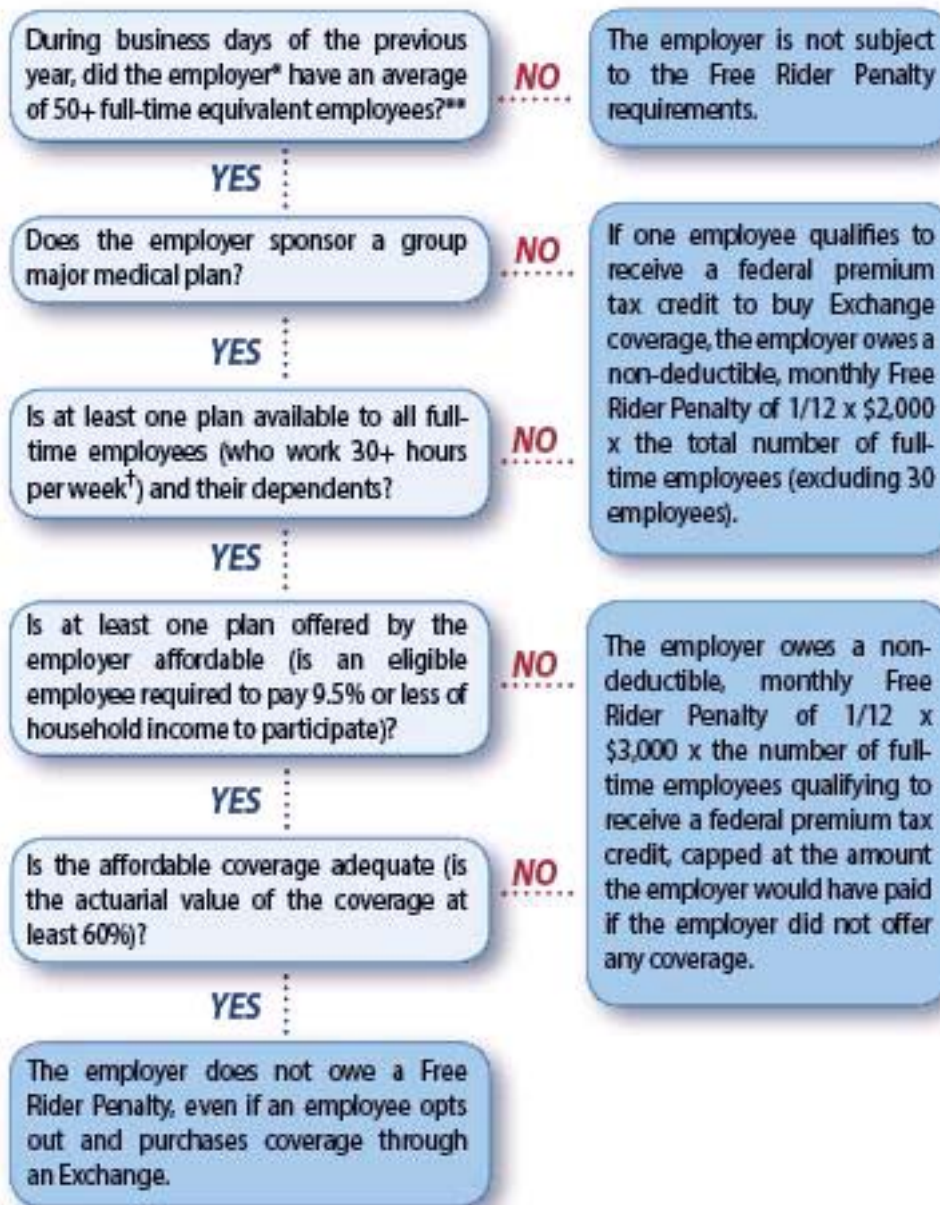 During business days of the previous
year, did the employer* have an average
of 50+ full-time equivalent employees?**
NO
The employer is not subject
to the Free Rider Penalty
requirements.
YES
Does the employer sponsor a group
major medical plan?
NO
If one employee qualifies to
receive a federal premium
tax credit to buy Exchange
coverage, the employer owes a
non-deductible, monthly Free
Rider Penalty of 1/12 x $2,000
x the total number of full-
time employees (excluding 30
employees).
YES
Is at least one plan available to all full-
time employees (who work 30+ hours
per week†) and their dependents?
NO
YES
Is at least one plan offered by the
employer affordable (is an eligible
employee required to pay 9.5% or less of
household income to participate)?
NO
The employer owes a non-
deductible, monthly Free
Rider Penalty of 1/12 x
$3,000 x the number of full-
time employees qualifying to
receive a federal premium tax
credit, capped at the amount
the employer would have paid
if the employer did not offer
any coverage.
YES
Is the affordable coverage adequate (is
the actuarial value of the coverage at
least 60%)?
NO
YES
The employer does not owe a Free
Rider Penalty, even if an employee opts
out and purchases coverage through
an Exchange.